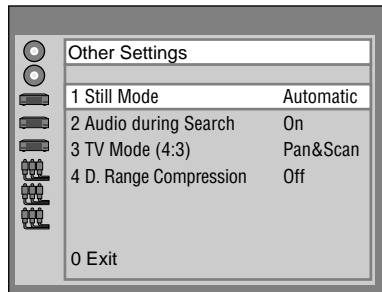 Other Settings
1 Still Mode Automatic
2 Audio during Search On
3 TV Mode (4:3) Pan&Scan
4 D. Range Compression Off
0 Exit